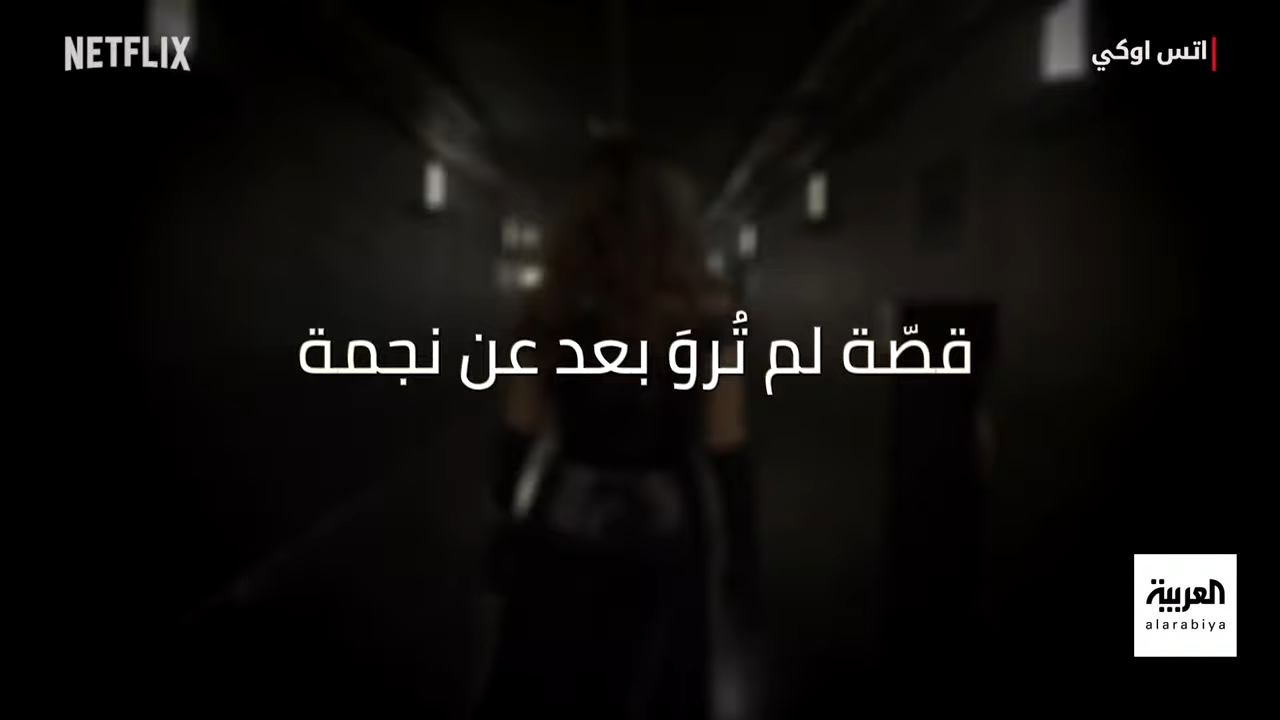 NETFLIX
اتس اوكي
قصّة لم تُروَ بعد عن نجمة
العربية
alarabiya